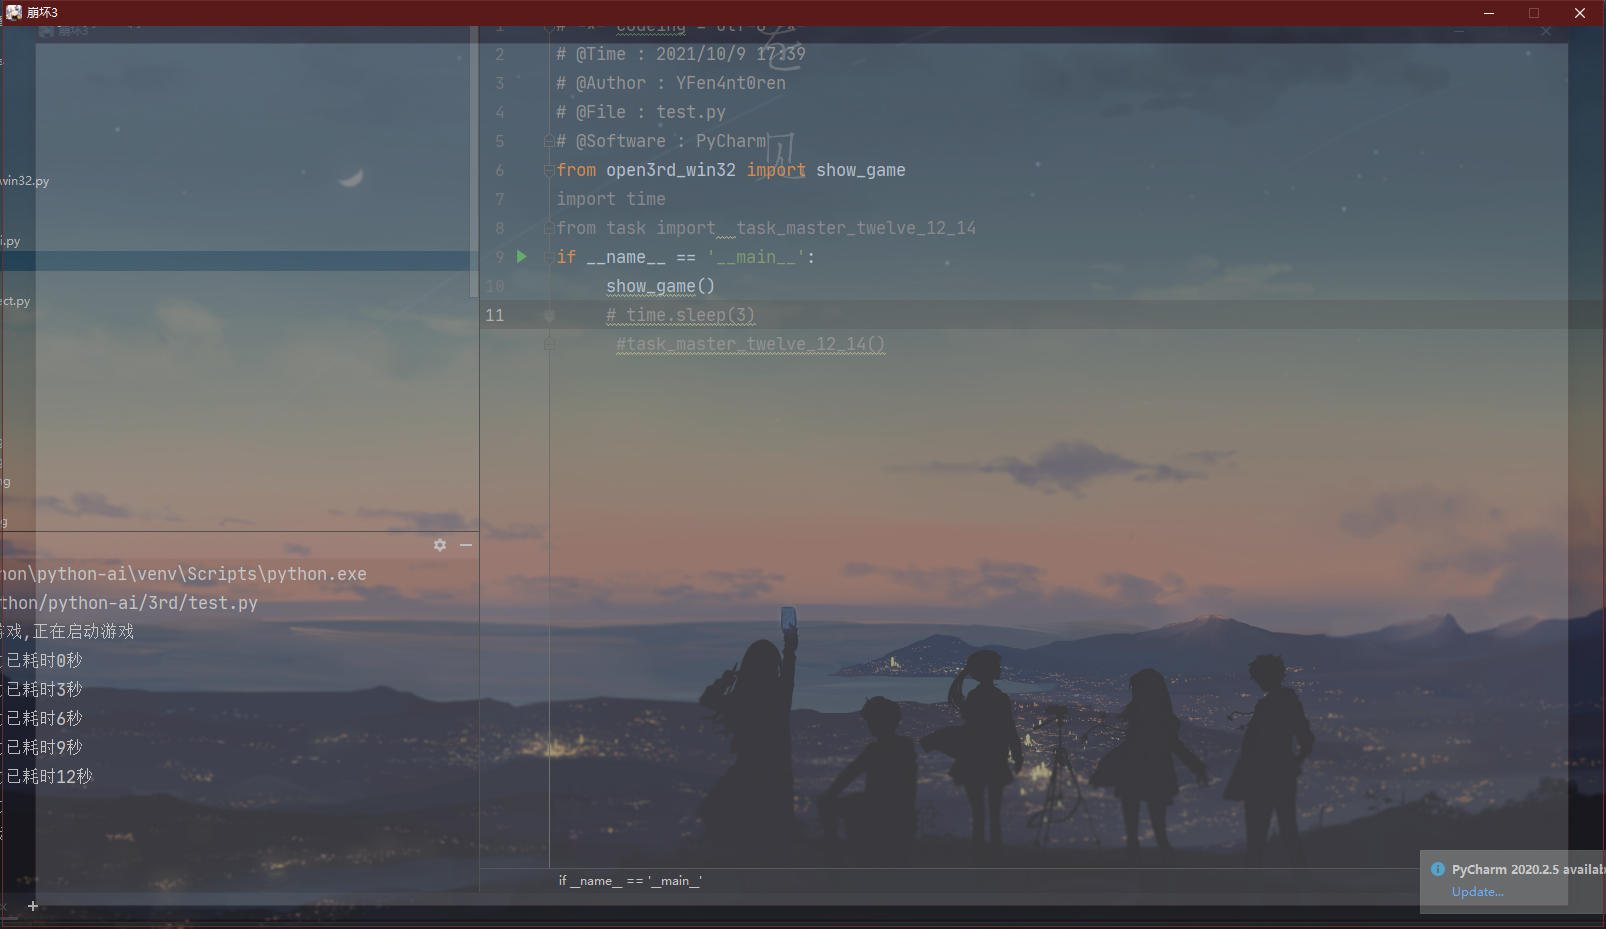 崩坏3
崩坏3
1 # -*- codeing = utf-8 -*-
2 # @Time : 2021/10/9 17:39
3 # @Author : YFen4nt0ren
4 # @File : test.py
5 # @Software : PyCharm
6 from open3rd_win32 import show_game
7 import time
8 from task import task_master_twelve_12_14
9 if __name__ == '__main__':
10 show_game()
11 # time.sleep(3)
#task_master_twelve_12_14()
win32.py
i.py
ect.py
hon\python-ai\venv\Scripts\python.exe
thon/python-ai/3rd/test.py
戏,正在启动游戏
已耗时0秒
已耗时3秒
已耗时6秒
已耗时9秒
已耗时12秒
if __name__ == '__main__'
PyCharm 2020.2.5 availab
Update...